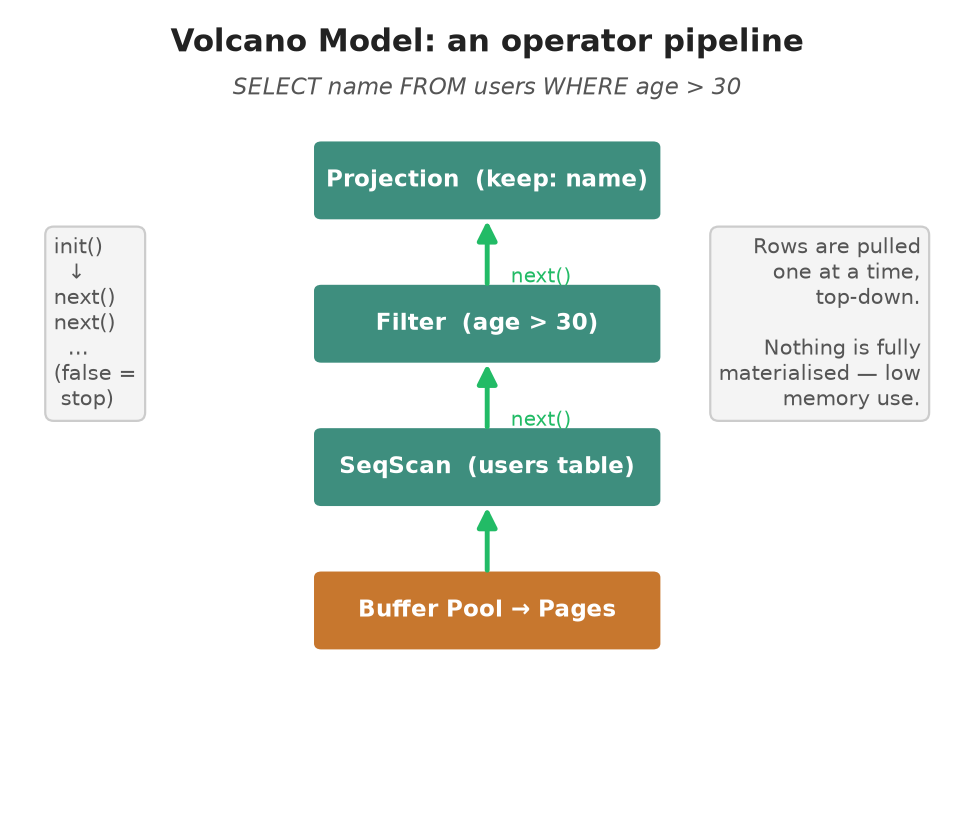 Volcano Model: an operator pipeline
SELECT name FROM users WHERE age > 30
Projection (keep: name)
init()
↓
next()
next()
...
(false =
stop)
Rows are pulled
one at a time,
top-down.
Nothing is fully
materialised — low
memory use.
next()
Filter (age > 30)
next()
SeqScan (users table)
Buffer Pool → Pages